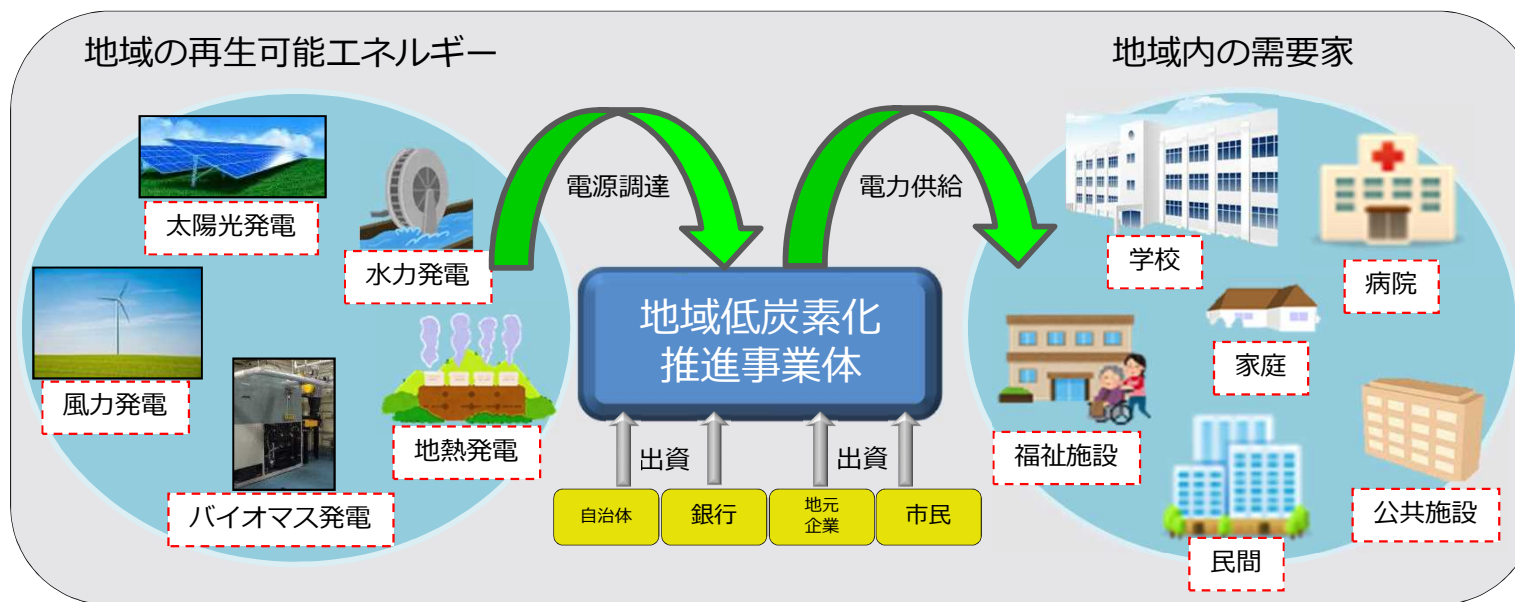 地域の再生可能エネルギー
地域内の需要家
太陽光発電
水力発電
風力発電
地熱発電
バイオマス発電
電源調達
電力供給
地域低炭素化
推進事業体
出資
出資
自治体
銀行
地元
企業
市民
学校
病院
家庭
福祉施設
公共施設
民間